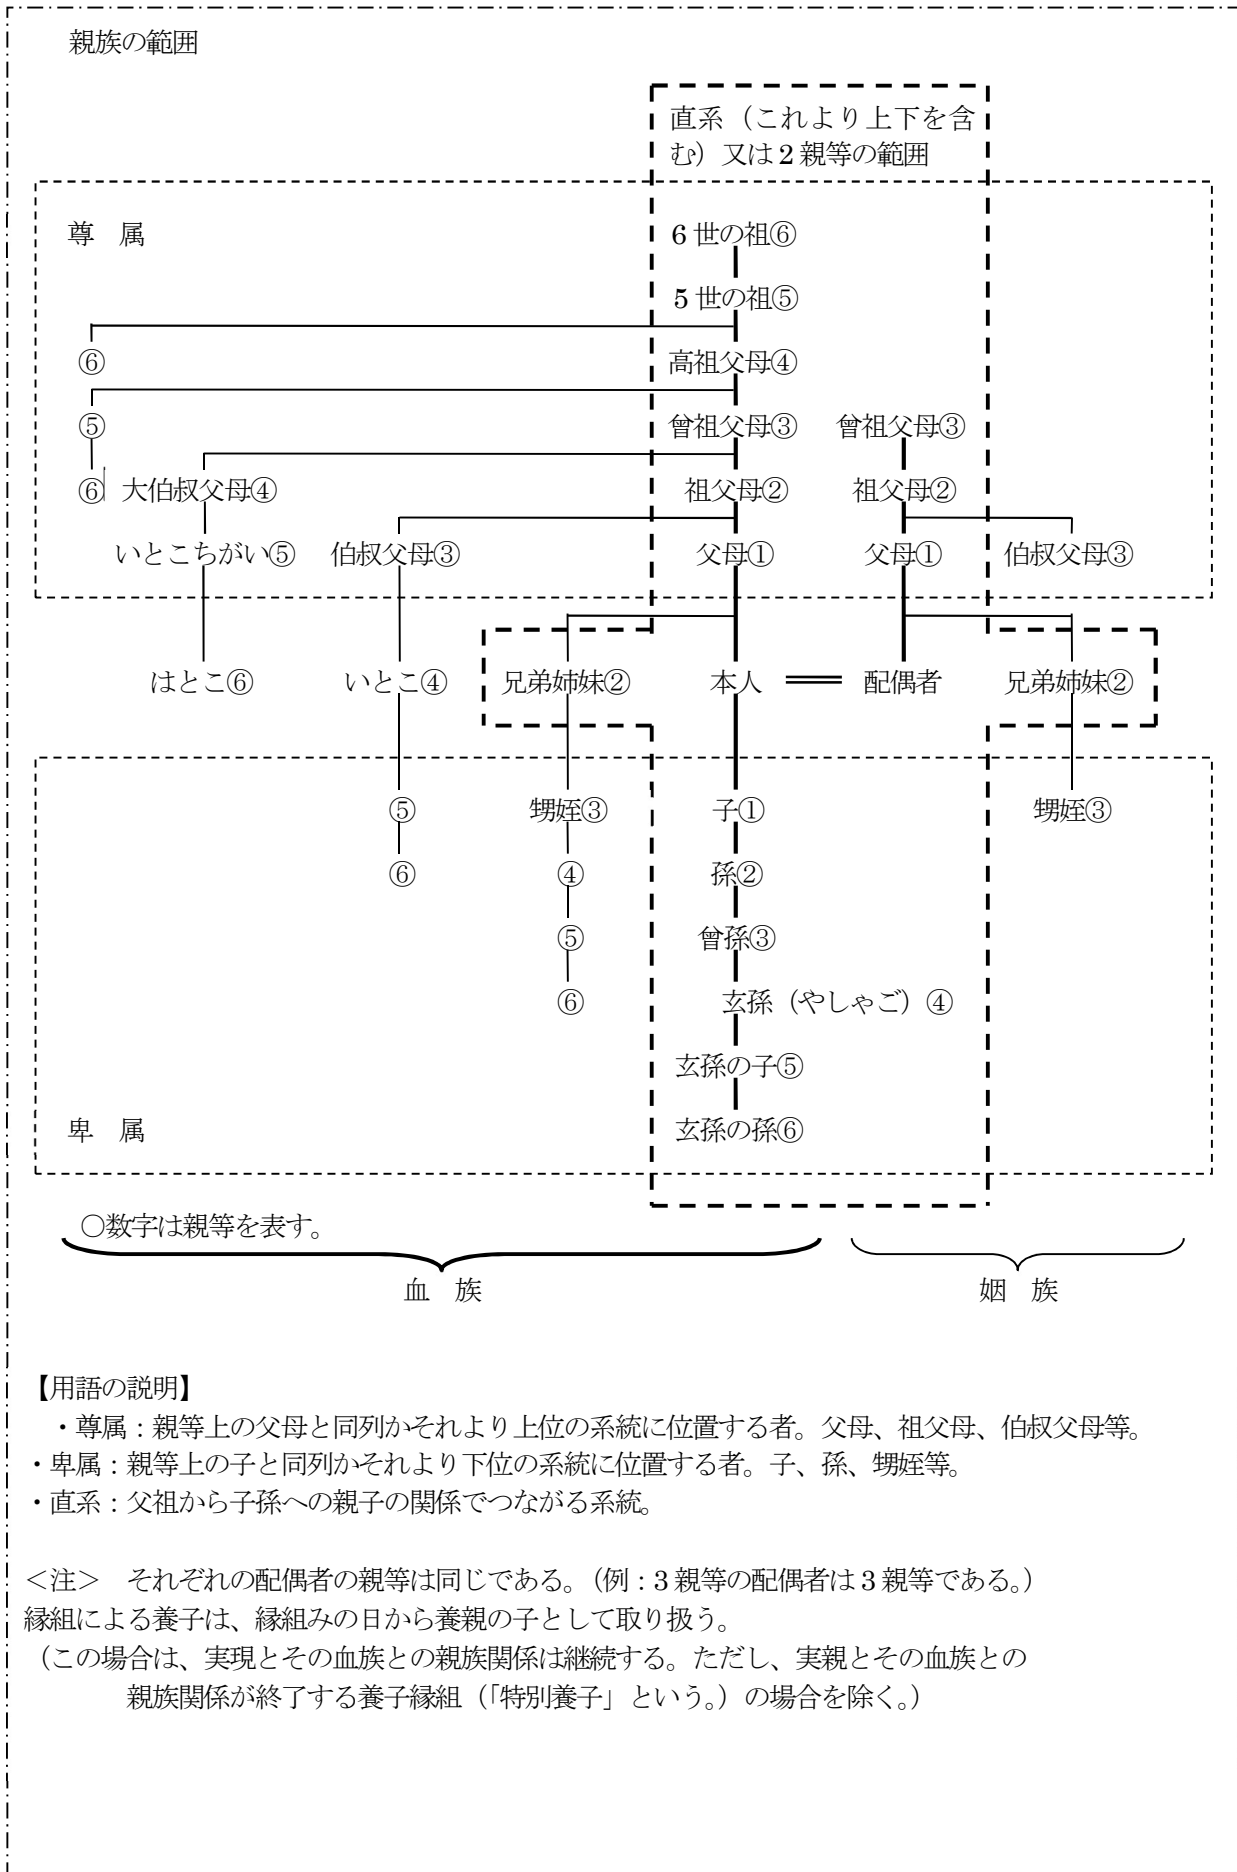 親族の範囲
直系（これより上下を含
む）又は2親等の範囲
尊　属
6世の祖⑥
5世の祖⑤
⑥ 高祖父母④
⑤ 曾祖父母③ 曾祖父母③
⑥ 大伯叔父母④ 祖父母② 祖父母②
いとこちがい⑤ 伯叔父母③ 父母① 父母① 伯叔父母③
はとこ⑥ いとこ④ 兄弟姉妹② 本人 配偶者 兄弟姉妹②
⑤ 甥姪③ 子① 甥姪③
⑥ ④ 孫②
⑤ 曾孫③
⑥ 玄孫（やしゃご）④
玄孫の子⑤
卑　属 玄孫の孫⑥
○数字は親等を表す。
血　族 姻　族
【用語の説明】
・尊属：親等上の父母と同列かそれより上位の系統に位置する者。父母、祖父母、伯叔父母等。
・卑属：親等上の子と同列かそれより下位の系統に位置する者。子、孫、甥姪等。
・直系：父祖から子孫への親子の関係でつながる系統。
＜注＞　それぞれの配偶者の親等は同じである。（例：3親等の配偶者は3親等である。）
縁組による養子は、縁組みの日から養親の子として取り扱う。
（この場合は、実現とその血族との親族関係は継続する。ただし、実親とその血族との
親族関係が終了する養子縁組（「特別養子」という。）の場合を除く。）